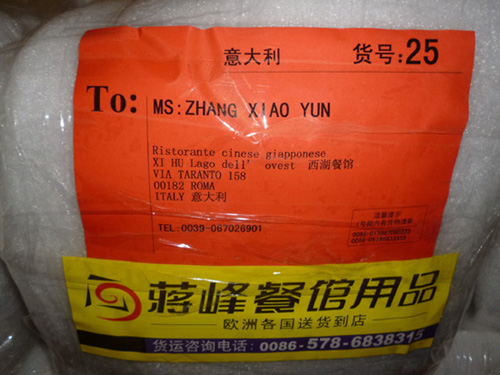 意大利 货号:25
To: MS:ZHANG XIAO YUN
Ristorante cinese giapponese
XI HU Lago dell' ovest 西湖餐馆
VIA TARANTO 158
00182 ROMA
ITALY 意大利
TEL:0039-067026901
蒋峰餐馆用品
欧洲各国送货到店
货运咨询电话: 0086-578-6838315